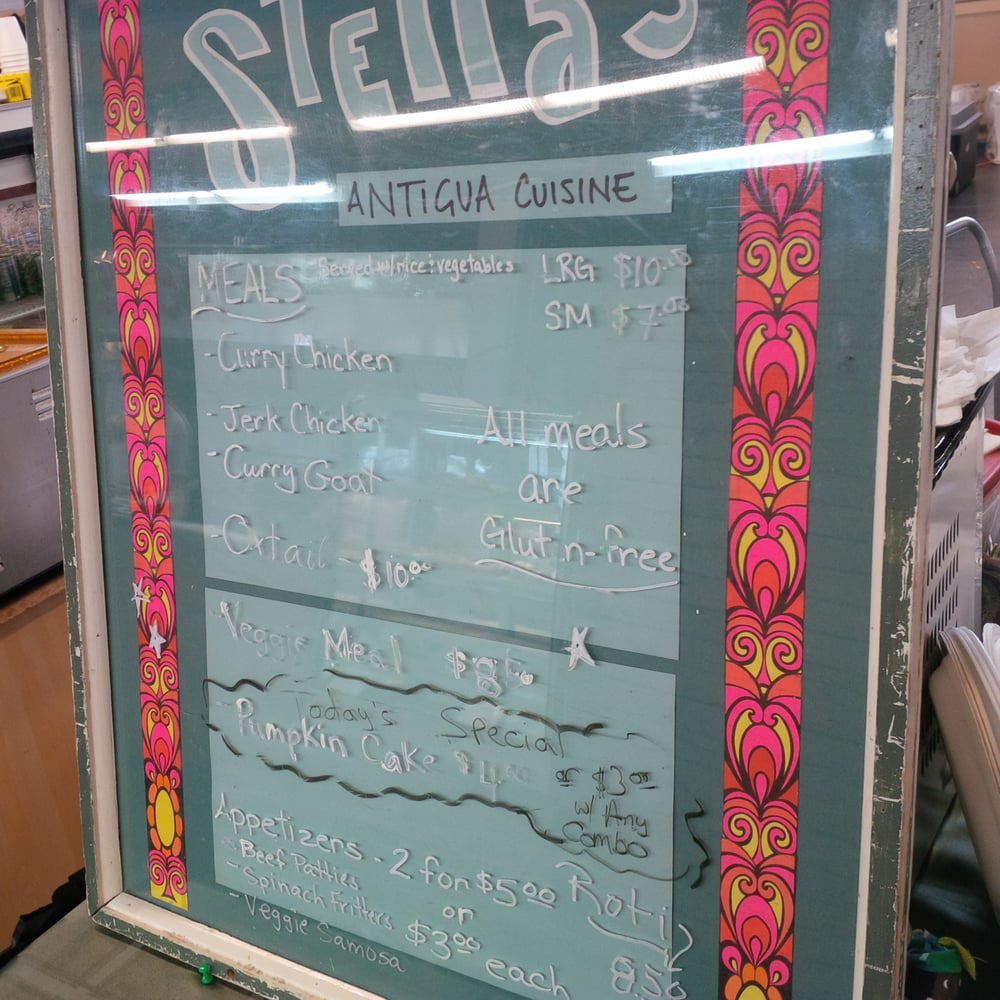 Stella's
ANTIGUA CUISINE
MEALS Served w/rice & vegetables LRG $10.00
SM $7.00
- Curry Chicken
- Jerk Chicken
- Curry Goat
- Oxtail - $10.00
All meals
are
Glut n-free
- Veggie Meal
Today's Special
- Pumpkin Cake $4.00 or $3.00
w/ Any
Combo
Appetizers - 2 for $5.00
- Beef Patties
- Spinach Fritters
- Veggie Samosa
or
$3.00 each
Roti
8.50